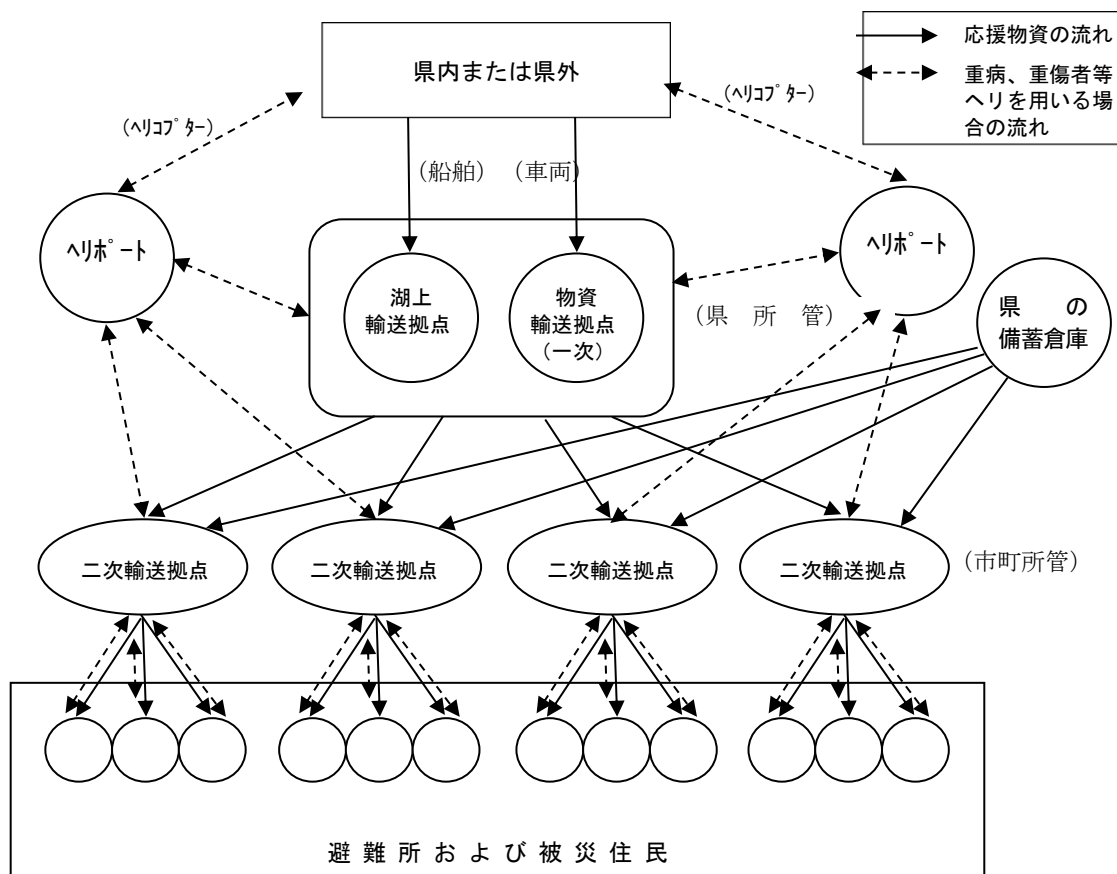 応援物資の流れ
重病、重傷者等
ヘリを用いる場
合の流れ
県内または県外
(ﾍﾘｺﾌﾟﾀｰ)
(ﾍﾘｺﾌﾟﾀｰ)
（船舶）（車両）
ﾍﾘﾎﾟｰﾄ
ﾍﾘﾎﾟｰﾄ
湖上
輸送拠点
物資
輸送拠点
(一次)
（県　所　管）
県　の
備蓄倉庫
二次輸送拠点
二次輸送拠点
二次輸送拠点
二次輸送拠点
（市町所管）
避難所および被災住民